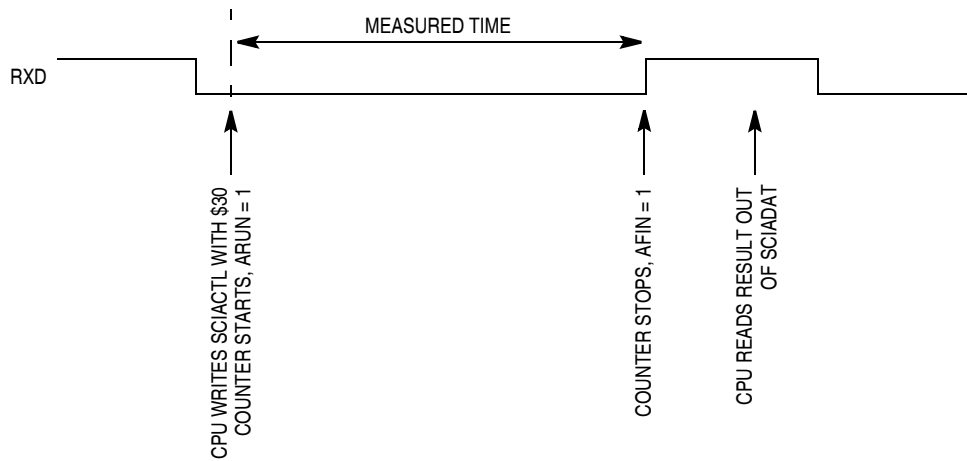 MEASURED TIME
RXD
CPU WRITES SCIACTL WITH $30
COUNTER STARTS, ARUN = 1
COUNTER STOPS, AFIN = 1
CPU READS RESULT OUT
OF SCIADAT